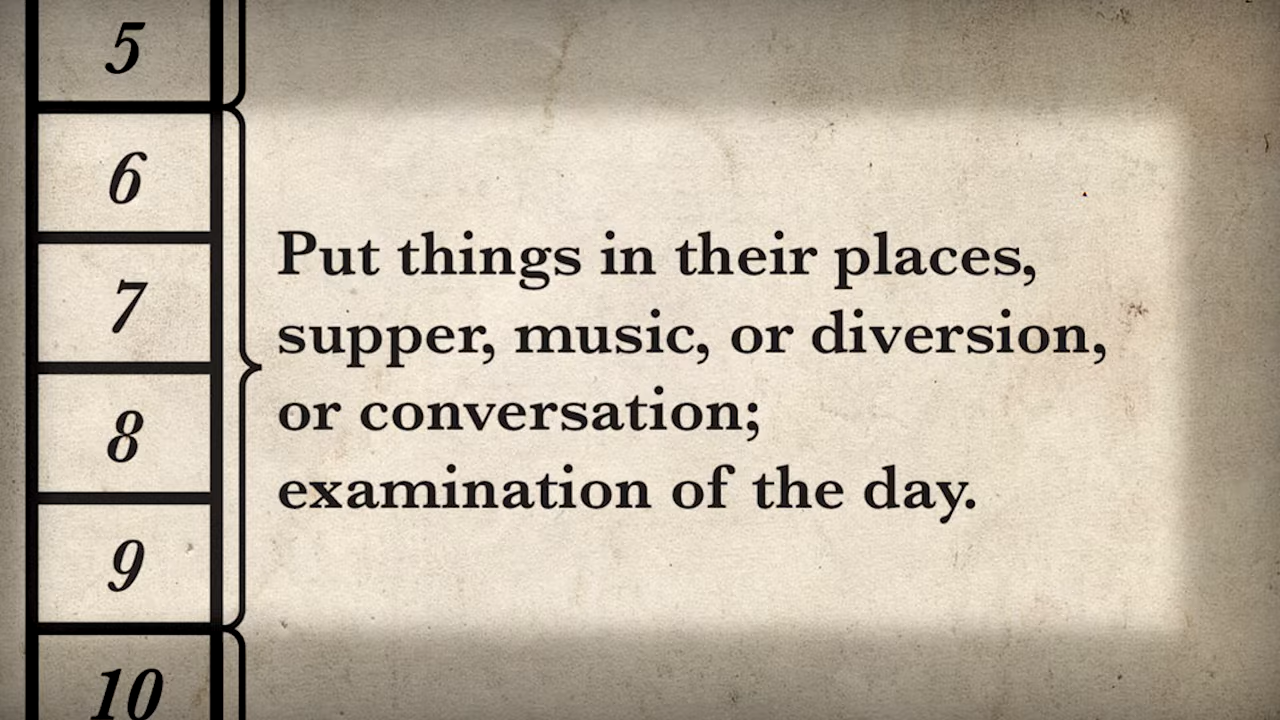 5
6
7
8
9
10
Put things in their places,
supper, music, or diversion,
or conversation;
examination of the day.